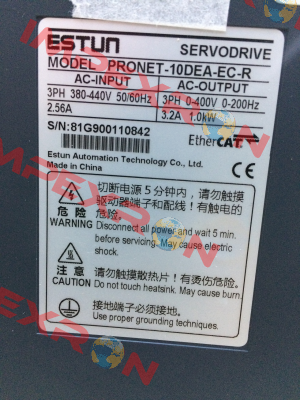 ESTUN SERVODRIVE
MODEL PRONET-10DEA-EC-R
AC-INPUT AC-OUTPUT
3PH 380-440V 50/60Hz 3PH 0-400V 0-200Hz
2.56A 3.2A 1.0kW
S/N:81G900110842 EtherCAT
Estun Automation Technology Co., Ltd.
Made in China
危险 WARNING
切断电源5分钟内，请勿触摸
驱动器端子和配线！有触电的
危险。
Disconnect all power and wait 5 min.
before servicing. May cause electric
shock.
注意 CAUTION
请勿触摸散热片！有烫伤危险。
Do not touch heatsink. May cause burn.
接地端子必须接地。
Use proper grounding techniques.
IMPEXRON
IMPEXRON